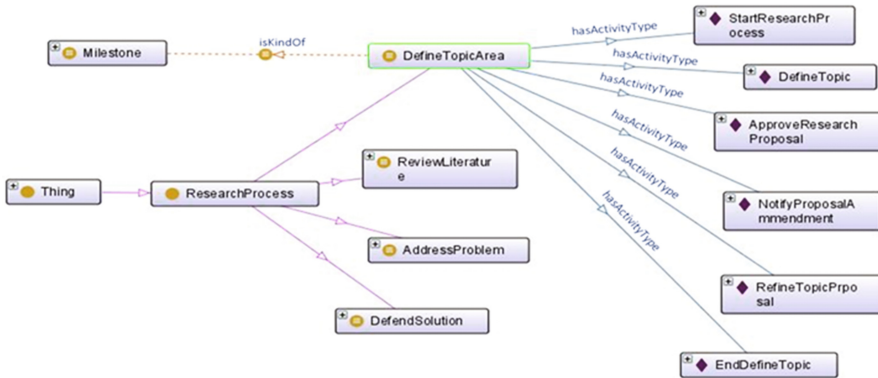 StartResearchPr
ocess
hasActivityType
isKindOf
Milestone
DefineTopicArea
hasActivityType
DefineTopic
hasActivityType
ApproveResearch
Proposal
hasActivityType
ReviewLiteratur
e
hasActivityType
Thing
ResearchProcess
NotifyProposalA
mmendment
hasActivityType
AddressProblem
RefineTopicPrpo
sal
DefendSolution
EndDefineTopic